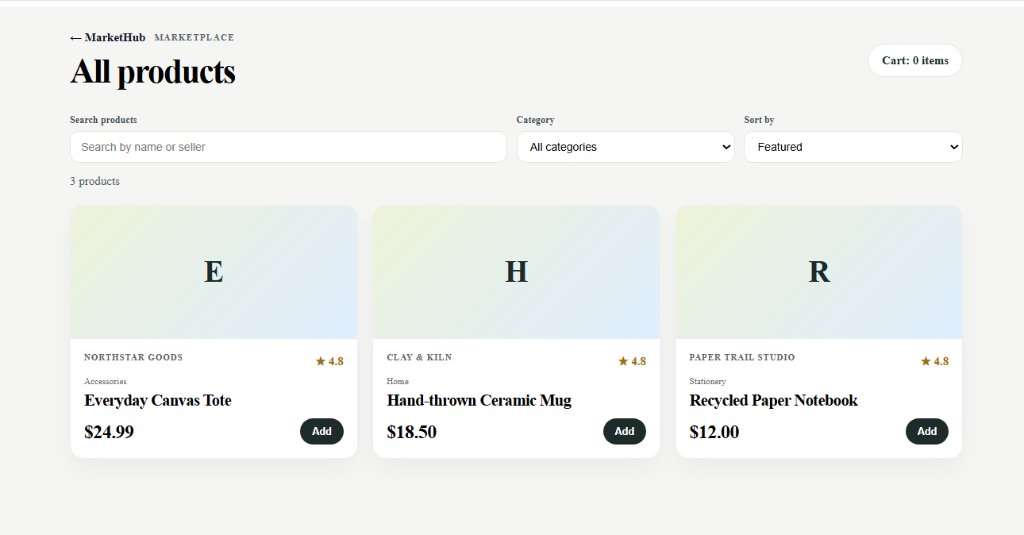 ← MarketHub MARKETPLACE
All products
Cart: 0 items
Search products
Search by name or seller
Category
All categories
Sort by
Featured
3 products
E
NORTHSTAR GOODS ★ 4.8
Accessories
Everyday Canvas Tote
$24.99 Add
H
CLAY & KILN ★ 4.8
Home
Hand-thrown Ceramic Mug
$18.50 Add
R
PAPER TRAIL STUDIO ★ 4.8
Stationery
Recycled Paper Notebook
$12.00 Add